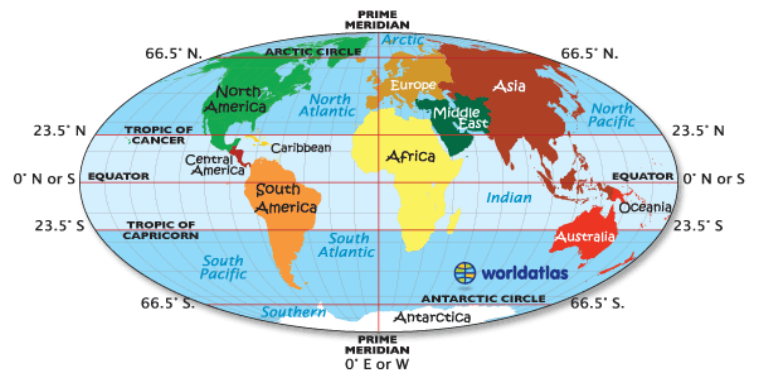 PRIME
MERIDIAN
Arctic
66.5° N.
ARCTIC CIRCLE
66.5° N.
Europe
Asia
North
America
North
Atlantic
Middle
East
North
Pacific
23.5° N
TROPIC OF
CANCER
23.5° N
Caribbean
Africa
Central
America
0° N or S
EQUATOR
EQUATOR
0° N or S
South
America
Indian
Oceania
23.5° S
TROPIC OF
CAPRICORN
23.5° S
Australia
South
Atlantic
South
Pacific
worldatlas
66.5° S.
ANTARCTIC CIRCLE
66.5° S.
Southern
Antarctica
PRIME
MERIDIAN
0° E or W